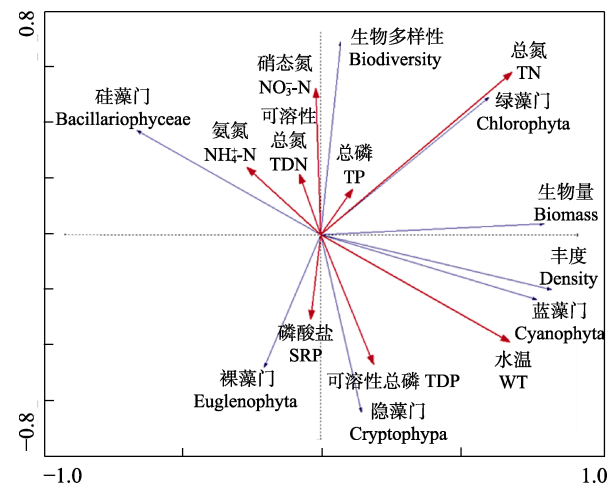 0.8
生物多样性
Biodiversity
总氮
TN
硝态氮
NO₃⁻-N
绿藻门
Chlorophyta
硅藻门
Bacillariophyceae
可溶性
总氮
TDN
氨氮
NH₄⁺-N
总磷
TP
生物量
Biomass
丰度
Density
蓝藻门
Cyanophyta
磷酸盐
SRP
水温
WT
裸藻门
Euglenophyta
可溶性总磷 TDP
隐藻门
Cryptophypa
-0.8
-1.0
1.0